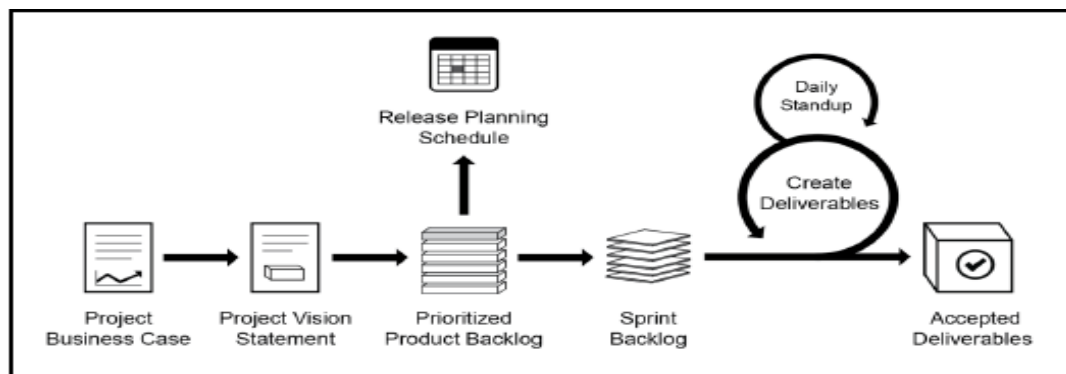 Release Planning
Schedule
Daily
Standup
Create
Deliverables
Project
Business Case
Project Vision
Statement
Prioritized
Product Backlog
Sprint
Backlog
Accepted
Deliverables